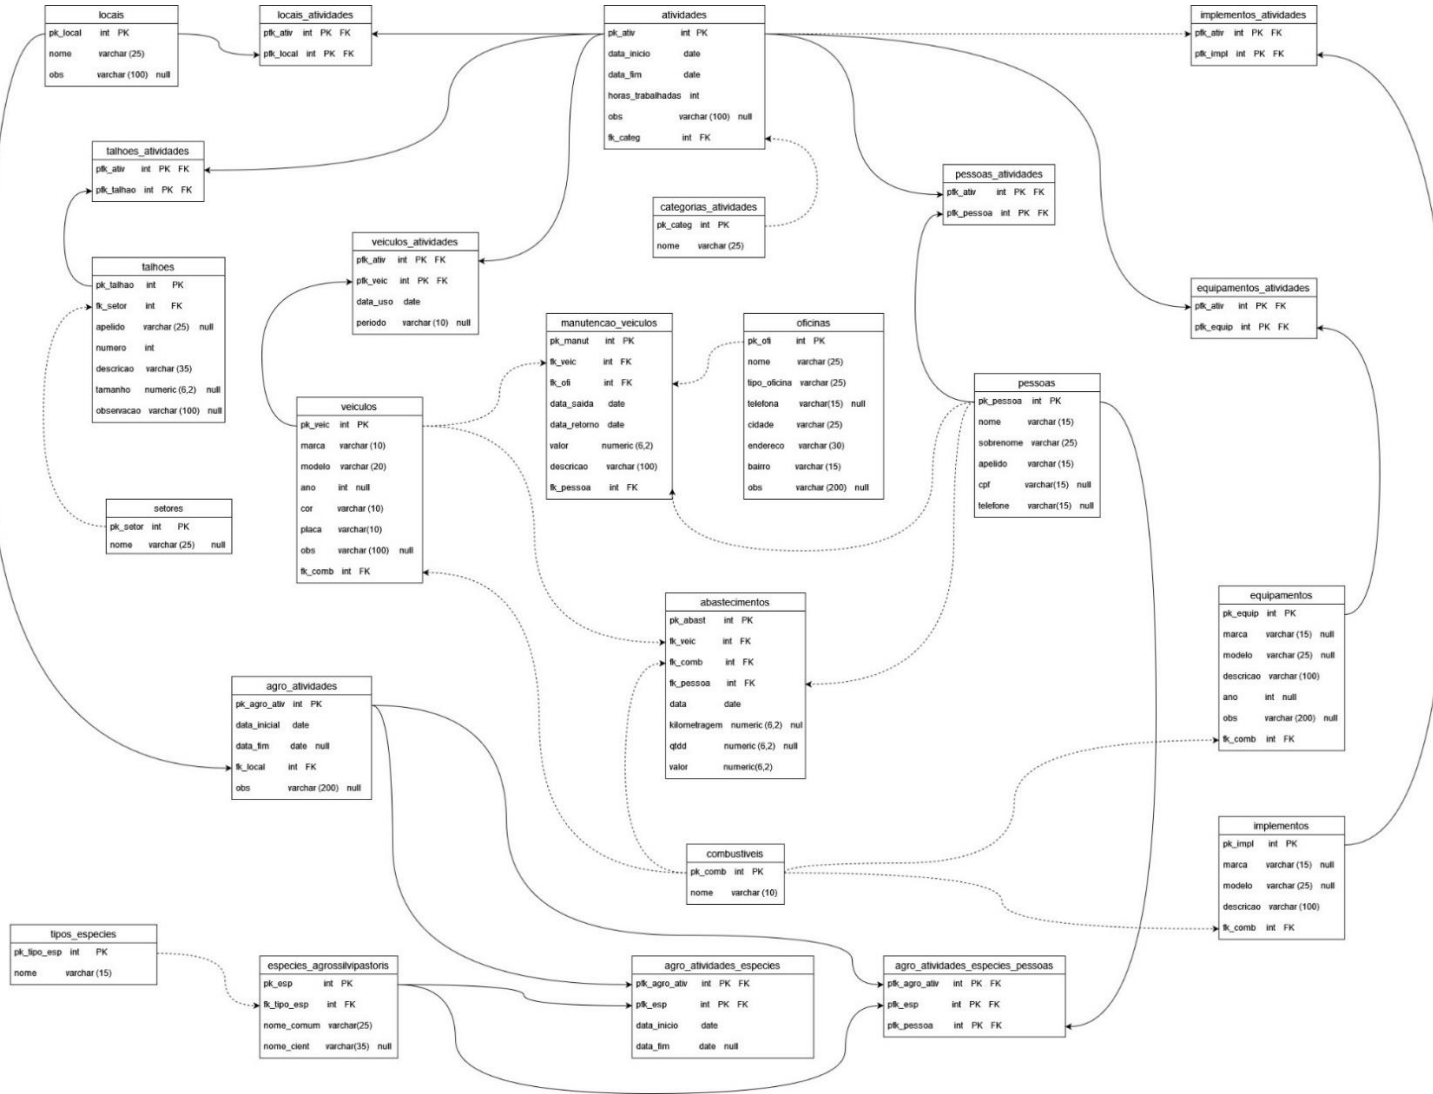 locais
pk_local int PK
nome varchar (25)
obs varchar (100) null
locais_atividades
pfk_ativ int PK FK
pfk_local int PK FK
atividades
pk_ativ int PK
data_inicio date
data_fim date
horas_trabalhadas int
obs varchar (100) null
fk_categ int FK
implementos_atividades
pfk_ativ int PK FK
pfk_impl int PK FK
talhoes_atividades
pfk_ativ int PK FK
pfk_talhao int PK FK
pessoas_atividades
pfk_ativ int PK FK
pfk_pessoa int PK FK
categorias_atividades
pk_categ int PK
nome varchar (25)
veiculos_atividades
pfk_ativ int PK FK
pfk_veic int PK FK
data_uso date
periodo varchar (10) null
talhoes
pk_talhao int PK
fk_setor int FK
apelido varchar (25) null
numero int
descricao varchar (35)
tamanho numeric (6,2) null
observacao varchar (100) null
equipamentos_atividades
pfk_ativ int PK FK
pfk_equip int PK FK
manutencao_veiculos
pk_manut int PK
fk_veic int FK
fk_ofi int FK
data_saida date
data_retorno date
valor numeric (6,2)
descricao varchar (100)
fk_pessoa int FK
oficinas
pk_ofi int PK
nome varchar (25)
tipo_oficina varchar (25)
telefona varchar(15) null
cidade varchar (25)
endereco varchar (30)
bairro varchar (15)
obs varchar (200) null
pessoas
pk_pessoa int PK
nome varchar (15)
sobrenome varchar (25)
apelido varchar (15)
cpf varchar(15) null
telefone varchar(15) null
veiculos
pk_veic int PK
marca varchar (10)
modelo varchar (20)
ano int null
cor varchar (10)
placa varchar(10)
obs varchar (100) null
fk_comb int FK
setores
pk_setor int PK
nome varchar (25) null
abastecimentos
pk_abast int PK
fk_veic int FK
fk_comb int FK
fk_pessoa int FK
data date
kilometragem numeric (6,2) nul
qtdd numeric (6,2) null
valor numeric(6,2)
equipamentos
pk_equip int PK
marca varchar (15) null
modelo varchar (25) null
descricao varchar (100)
ano int null
obs varchar (200) null
fk_comb int FK
agro_atividades
pk_agro_ativ int PK
data_inicial date
data_fim date null
fk_local int FK
obs varchar (200) null
combustiveis
pk_comb int PK
nome varchar (10)
implementos
pk_impl int PK
marca varchar (15) null
modelo varchar (25) null
descricao varchar (100)
fk_comb int FK
tipos_especies
pk_tipo_esp int PK
nome varchar (15)
especies_agrossilvipastoris
pk_esp int PK
fk_tipo_esp int FK
nome_comum varchar(25)
nome_cient varchar(35) null
agro_atividades_especies
pfk_agro_ativ int PK FK
pfk_esp int PK FK
data_inicio date
data_fim date null
agro_atividades_especies_pessoas
pfk_agro_ativ int PK FK
pfk_esp int PK FK
pfk_pessoa int PK FK